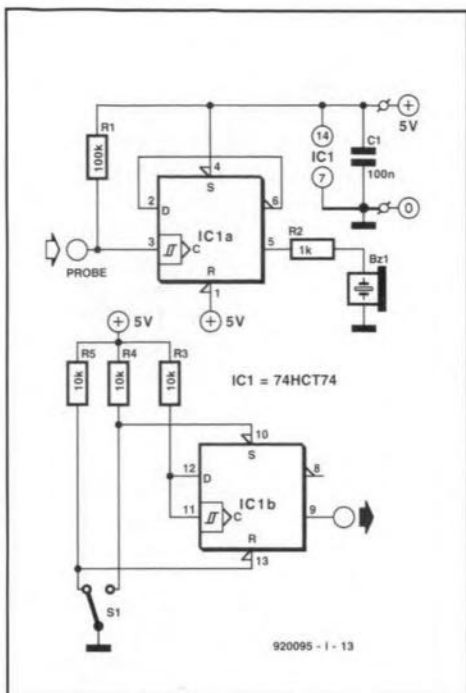 R1
100k
4
14
IC1
7
C1
100n
+
5V
0
2
D
S
6
IC1a
3
C
5
R2
1k
Bz1
R
1
PROBE
+ 5V
+ 5V
R5
10k
R4
10k
R3
10k
IC1 = 74HCT74
10
S
12
D
8
IC1b
11
C
9
R
13
S1
920095 - I - 13